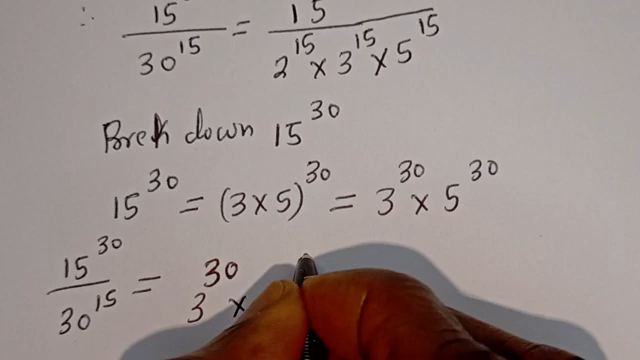 ∴ 15 / 30^15 = 15 / 2^15 × 3^15 × 5^15
Break down 15^30
15^30 = (3×5)^30 = 3^30 × 5^30
15^30 / 30^15 = 3^30 ×